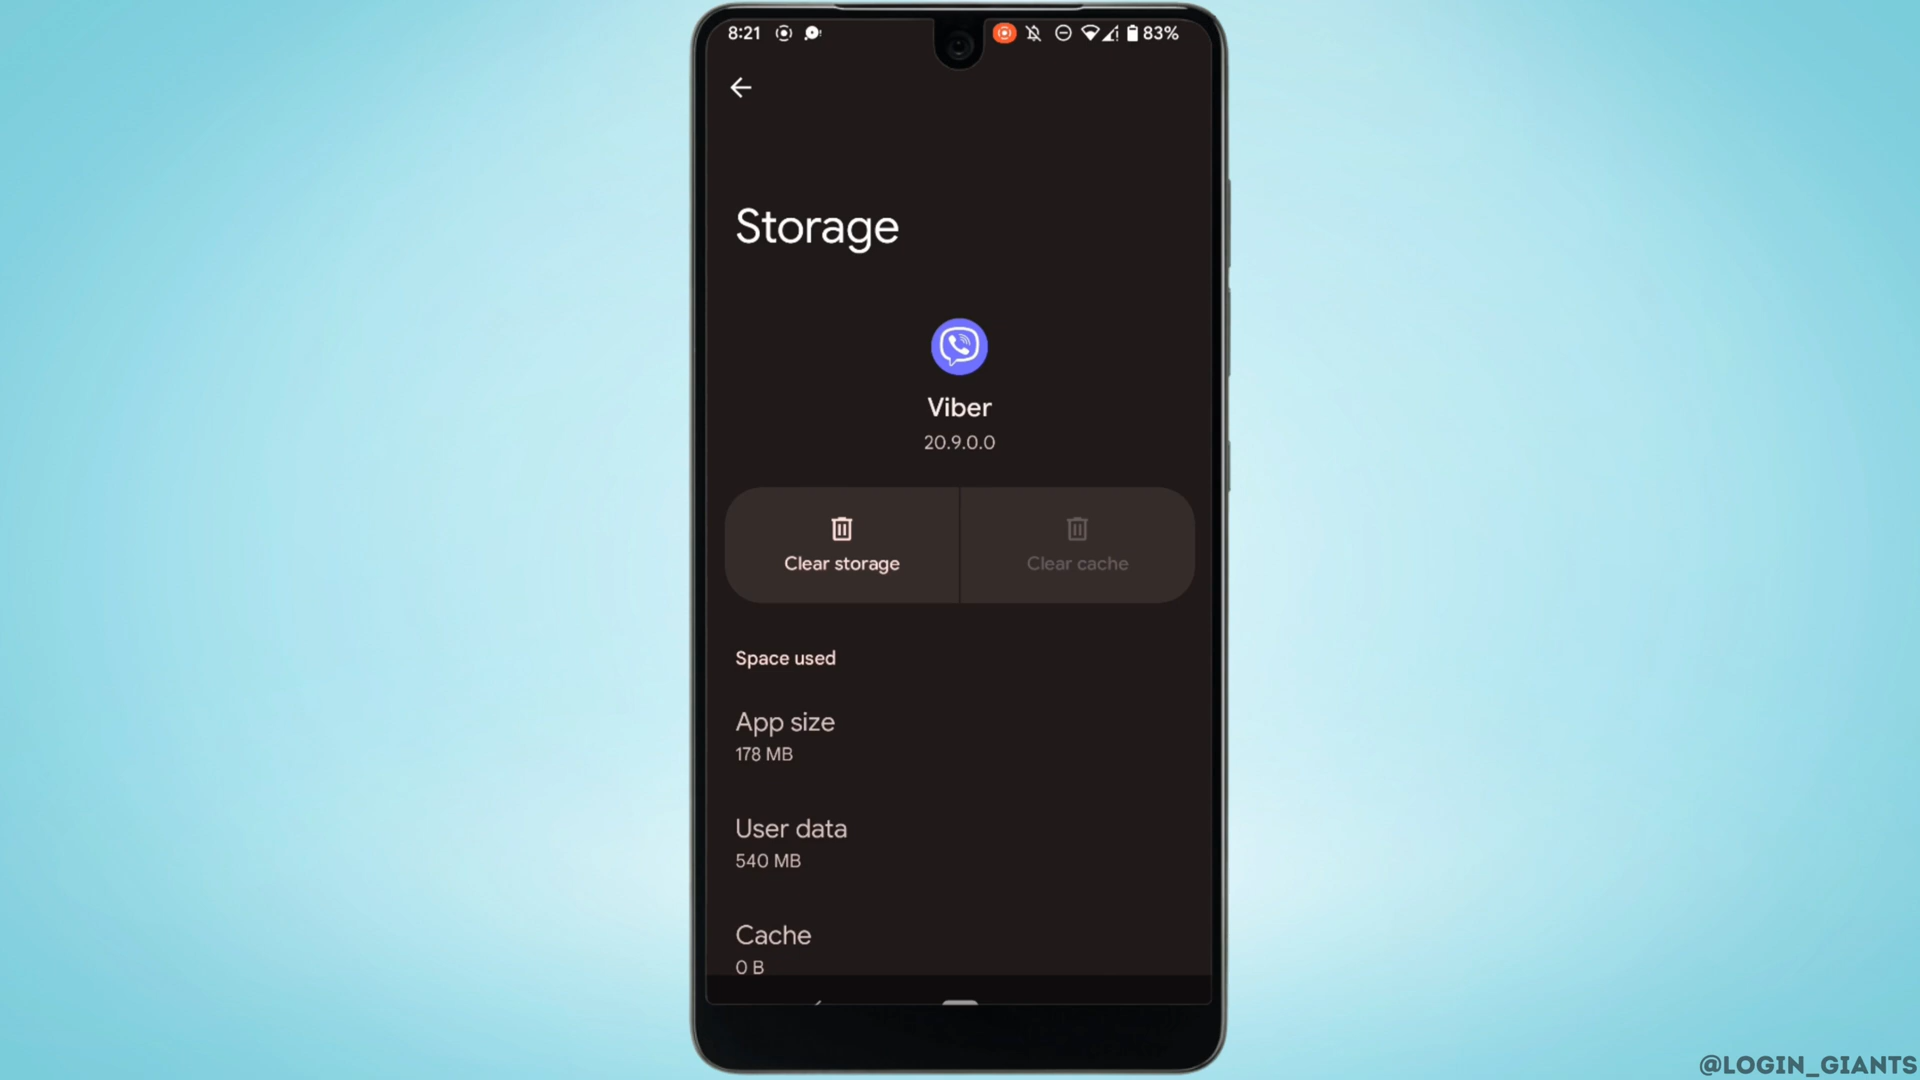 8:21 83%
Storage
Viber
20.9.0.0
Clear storage Clear cache
Space used
App size
178 MB
User data
540 MB
Cache
0 B
@LOGIN_GIANTS